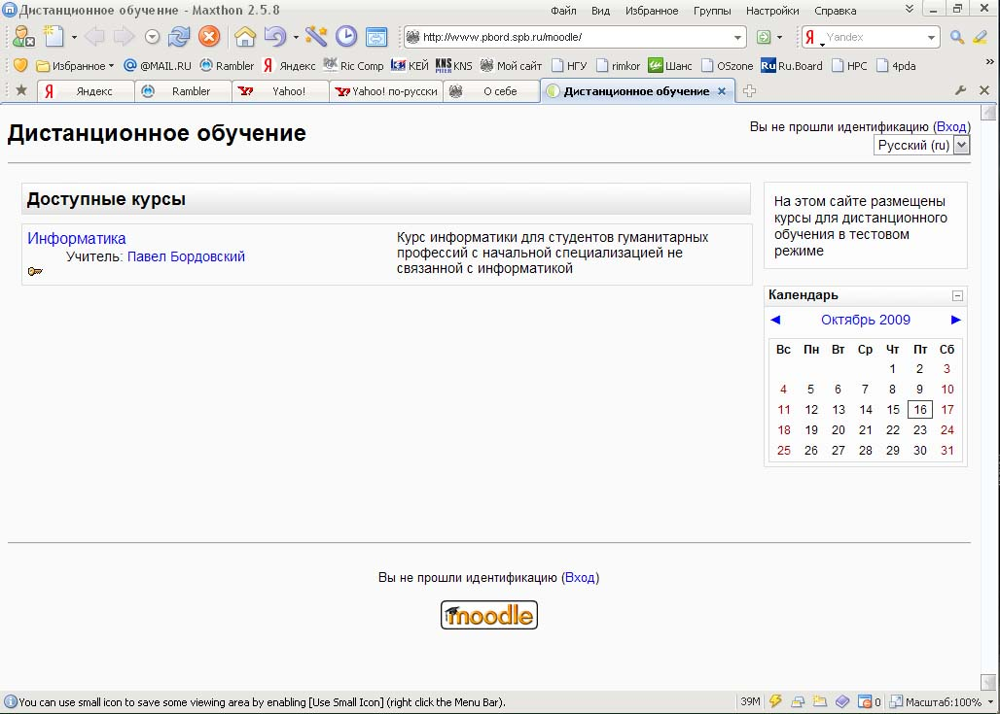 Дистанционное обучение - Maxthon 2.5.8
Файл Вид Избранное Группы Настройки Справка
http://www.pbord.spb.ru/moodle/
Yandex
Избранное @MAIL.RU Rambler Яндекс Ric Comp КЕЙ KNS Мой сайт НГУ rimkor Шанс OSzone Ru.Board НРС 4pda
Яндекс Rambler Yahoo! Yahoo! по-русски О себе Дистанционное обучение
Дистанционное обучение
Вы не прошли идентификацию (Вход)
Русский (ru)
Доступные курсы
Информатика
Учитель: Павел Бордовский
Курс информатики для студентов гуманитарных
профессий с начальной специализацией не
связанной с информатикой
На этом сайте размещены
курсы для дистанционного
обучения в тестовом
режиме
Календарь
Октябрь 2009
Вс Пн Вт Ср Чт Пт Сб
1 2 3
4 5 6 7 8 9 10
11 12 13 14 15 16 17
18 19 20 21 22 23 24
25 26 27 28 29 30 31
Вы не прошли идентификацию (Вход)
moodle
You can use small icon to save some viewing area by enabling [Use Small Icon] (right click the Menu Bar).
39M
0
Масштаб:100%